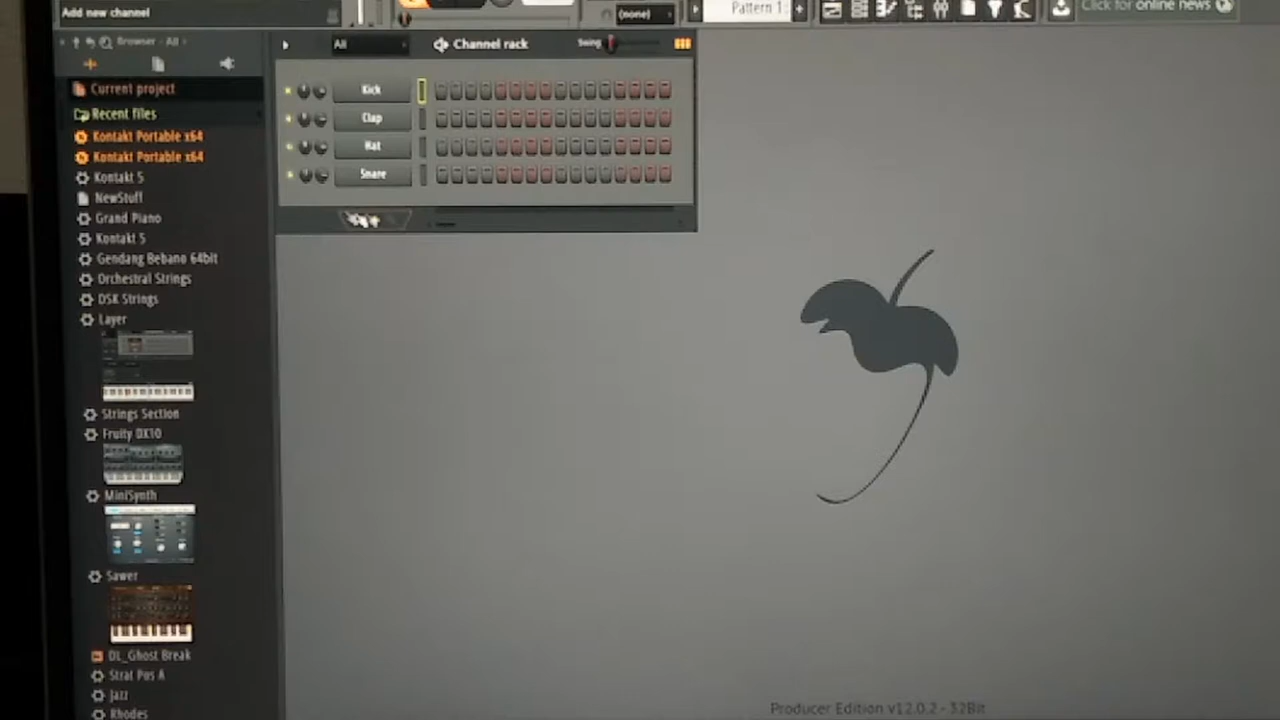 Add new channel
(none)
Pattern 1
Click for online news
Browser - All
All
Channel rack
Swing
Current project
Kick
Recent files
Clap
Kontakt Portable x64
Hat
Kontakt Portable x64
Kontakt 5
Snare
NewStuff
Grand Piano
Kontakt 5
Gendang Bebano 64bit
Orchestral Strings
DSK Strings
Layer
Strings Section
Fruity DX10
MiniSynth
Sawer
DL_Ghost Break
Strat Pos A
Jazz
Rhodes
Producer Edition v12.0.2 - 32Bit